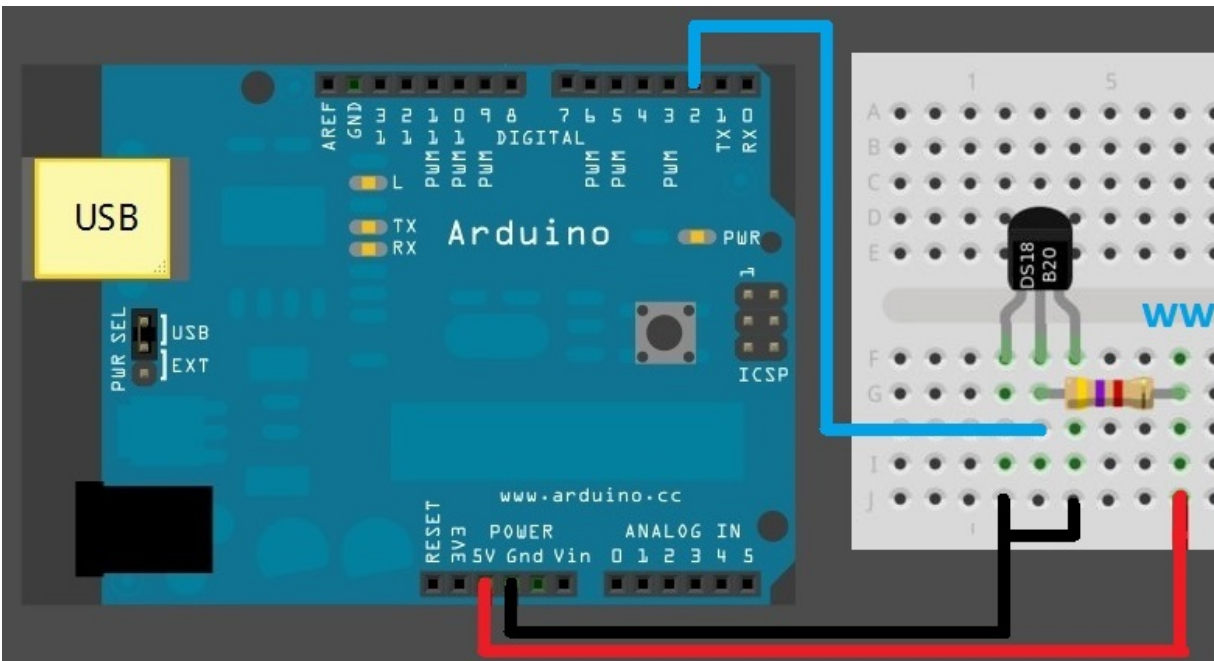 1 5
A
B
C
D
E
F
G
I
J
1
USB
AREF
GND
13
12
11
10
9
8
7
6
5
4
3
2
TX 1
RX 0
PWM
PWM
PWM
PWM
PWM
PWM
DIGITAL
L
TX
RX
Arduino
PWR
1
ICSP
PWR SEL
USB
EXT
www.arduino.cc
RESET
3V3
POWER
5V Gnd Vin
ANALOG IN
0 1 2 3 4 5
DS18
B20